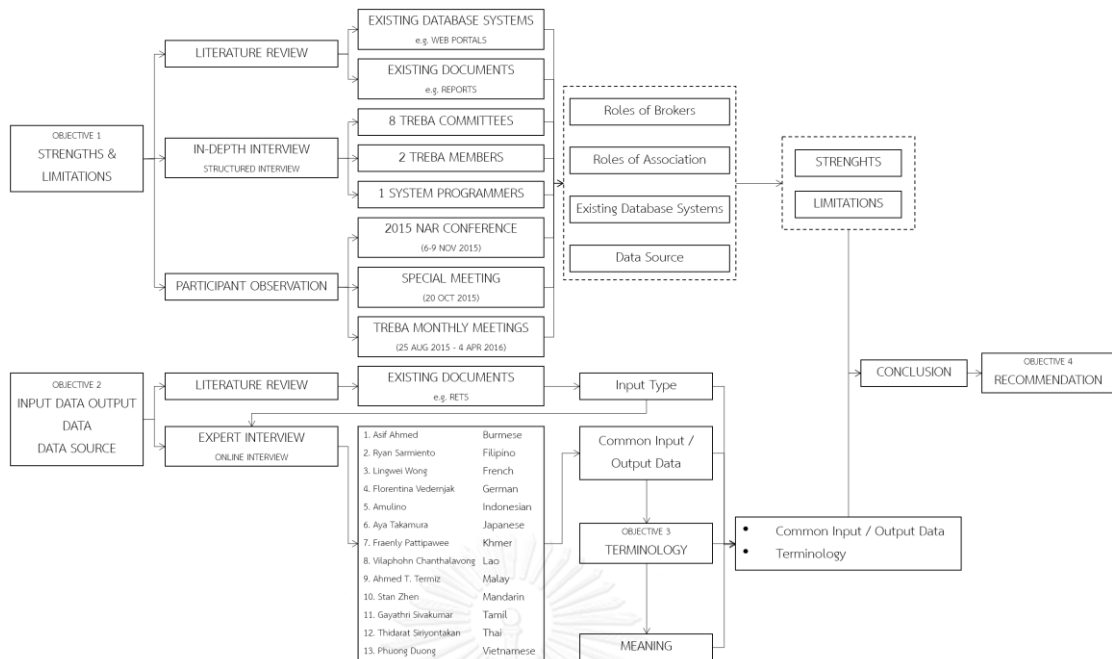 OBJECTIVE 1
STRENGTHS &
LIMITATIONS
LITERATURE REVIEW
IN-DEPTH INTERVIEW
STRUCTURED INTERVIEW
PARTICIPANT OBSERVATION
EXISTING DATABASE SYSTEMS
e.g. WEB PORTALS
EXISTING DOCUMENTS
e.g. REPORTS
8 TREBA COMMITTEES
2 TREBA MEMBERS
1 SYSTEM PROGRAMMERS
2015 NAR CONFERENCE
(6-9 NOV 2015)
SPECIAL MEETING
(20 OCT 2015)
TREBA MONTHLY MEETINGS
(25 AUG 2015 - 4 APR 2016)
Roles of Brokers
Roles of Association
Existing Database Systems
Data Source
STRENGHTS
LIMITATIONS
OBJECTIVE 2
INPUT DATA OUTPUT
DATA
DATA SOURCE
LITERATURE REVIEW
EXPERT INTERVIEW
ONLINE INTERVIEW
EXISTING DOCUMENTS
e.g. RETS
Input Type
1. Asif Ahmed Burmese
2. Ryan Sarmiento Filipino
3. Lingwei Wong French
4. Florentina Vedernjak German
5. Amulino Indonesian
6. Aya Takamura Japanese
7. Fraenly Pattipawee Khmer
8. Vilaphohn Chanthalavong Lao
9. Ahmed T. Termiz Malay
10. Stan Zhen Mandarin
11. Gayathri Sivakumar Tamil
12. Thidarat Siriyontakan Thai
13. Phuong Duong Vietnamese
Common Input /
Output Data
OBJECTIVE 3
TERMINOLOGY
MEANING
• Common Input / Output Data
• Terminology
CONCLUSION
OBJECTIVE 4
RECOMMENDATION